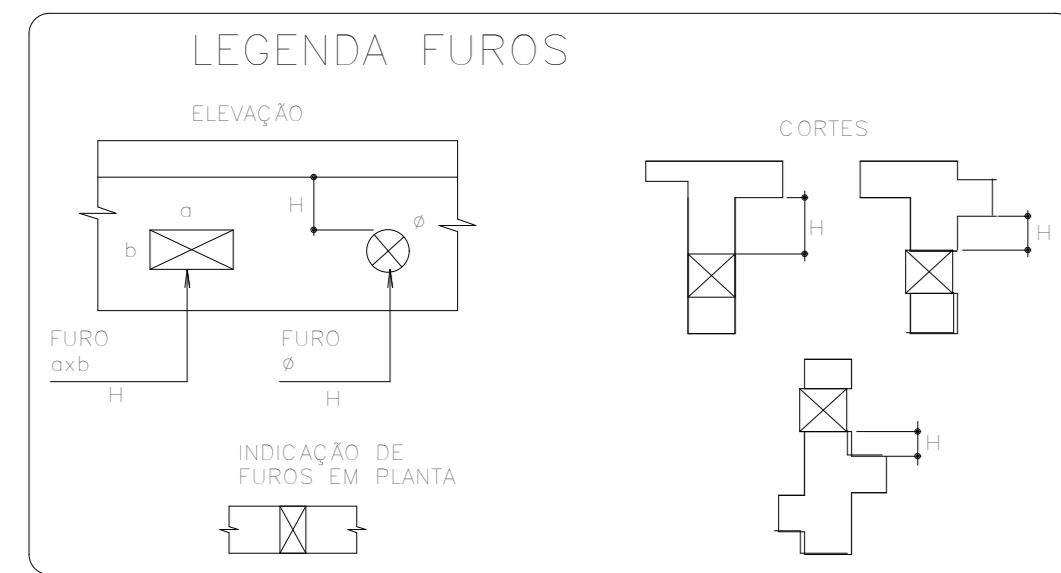 LEGENDA FUROS
ELEVAÇÃO
a
b
H
ø
FURO
axb
H
FURO
ø
H
INDICAÇÃO DE
FUROS EM PLANTA
CORTES
H
H
H